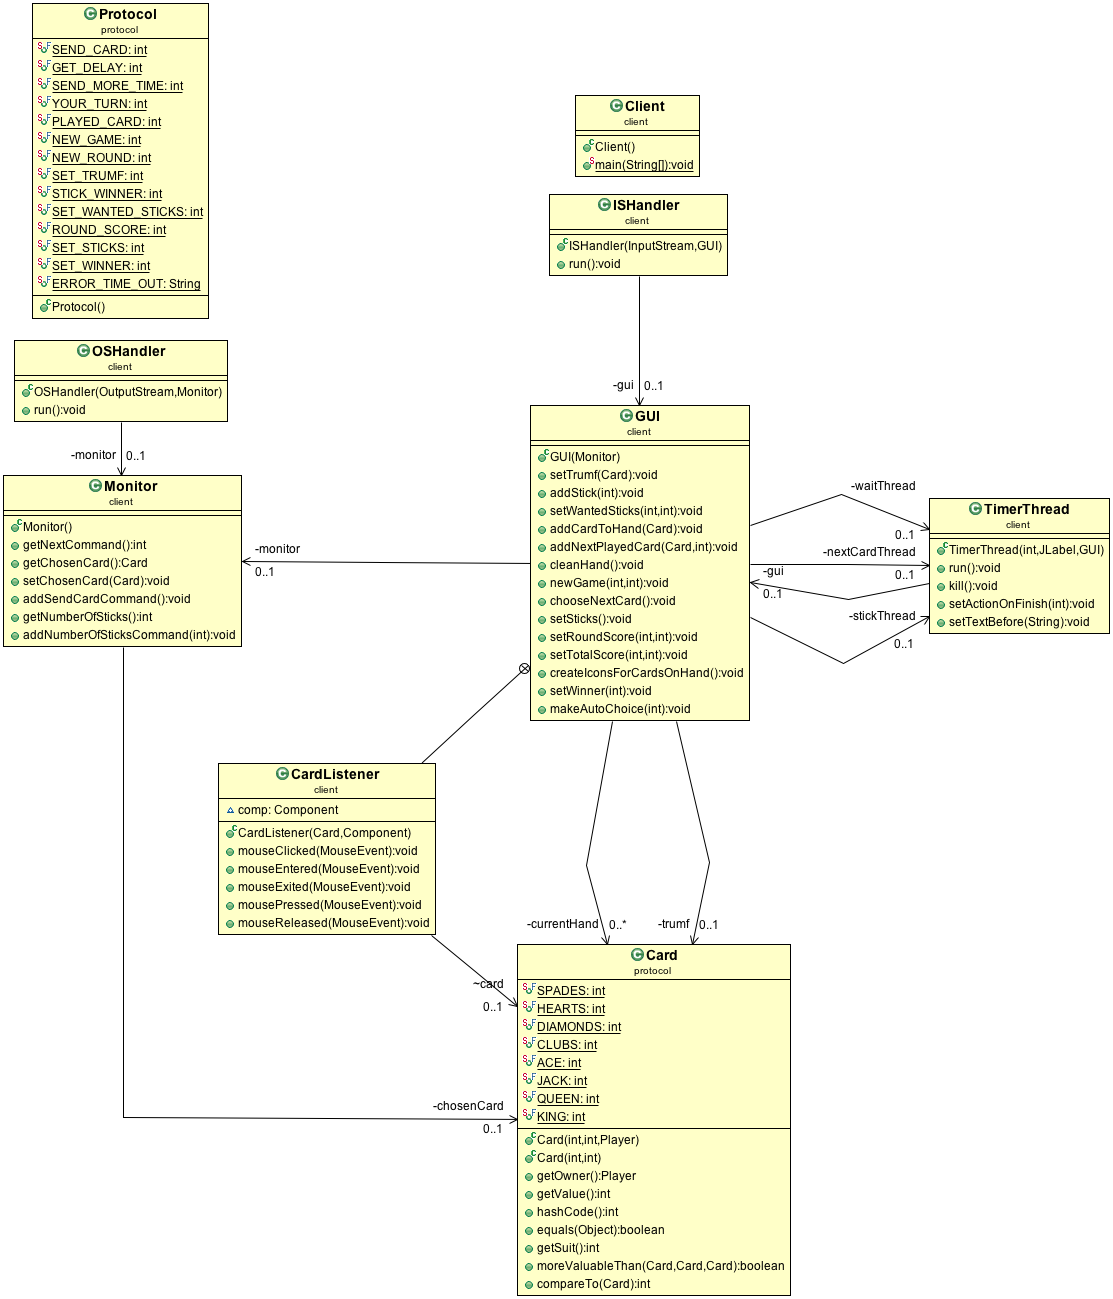 Protocol
protocol
SEND_CARD: int
GET_DELAY: int
SEND_MORE_TIME: int
YOUR_TURN: int
PLAYED_CARD: int
NEW_GAME: int
NEW_ROUND: int
SET_TRUMF: int
STICK_WINNER: int
SET_WANTED_STICKS: int
ROUND_SCORE: int
SET_STICKS: int
SET_WINNER: int
ERROR_TIME_OUT: String
Protocol()
Client
client
Client()
main(String[]):void
ISHandler
client
ISHandler(InputStream,GUI)
run():void
-gui 0..1
OSHandler
client
OSHandler(OutputStream,Monitor)
run():void
-monitor 0..1
Monitor
client
Monitor()
getNextCommand():int
getChosenCard():Card
setChosenCard(Card):void
addSendCardCommand():void
getNumberOfSticks():int
addNumberOfSticksCommand(int):void
-monitor
0..1
GUI
client
GUI(Monitor)
setTrumf(Card):void
addStick(int):void
setWantedSticks(int,int):void
addCardToHand(Card):void
addNextPlayedCard(Card,int):void
cleanHand():void
newGame(int,int):void
chooseNextCard():void
setSticks():void
setRoundScore(int,int):void
setTotalScore(int,int):void
createIconsForCardsOnHand():void
setWinner(int):void
makeAutoChoice(int):void
-waitThread
0..1
-nextCardThread
0..1
-gui
0..1
-stickThread
0..1
TimerThread
client
TimerThread(int,JLabel,GUI)
run():void
kill():void
setActionOnFinish(int):void
setTextBefore(String):void
CardListener
client
comp: Component
CardListener(Card,Component)
mouseClicked(MouseEvent):void
mouseEntered(MouseEvent):void
mouseExited(MouseEvent):void
mousePressed(MouseEvent):void
mouseReleased(MouseEvent):void
-currentHand 0..*
-trumf 0..1
~card
0..1
-chosenCard
0..1
Card
protocol
SPADES: int
HEARTS: int
DIAMONDS: int
CLUBS: int
ACE: int
JACK: int
QUEEN: int
KING: int
Card(int,int,Player)
Card(int,int)
getOwner():Player
getValue():int
hashCode():int
equals(Object):boolean
getSuit():int
moreValuableThan(Card,Card,Card):boolean
compareTo(Card):int